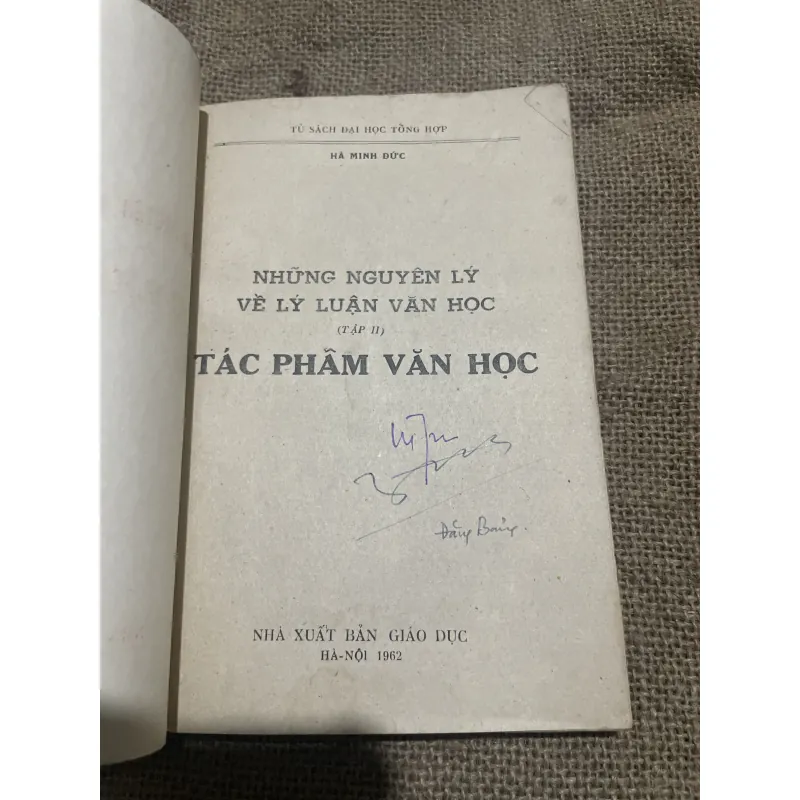 TỦ SÁCH ĐẠI HỌC TỔNG HỢP
HÀ MINH ĐỨC
NHỮNG NGUYÊN LÝ
VỀ LÝ LUẬN VĂN HỌC
(TẬP II)
TÁC PHẨM VĂN HỌC
NHÀ XUẤT BẢN GIÁO DỤC
HÀ-NỘI 1962